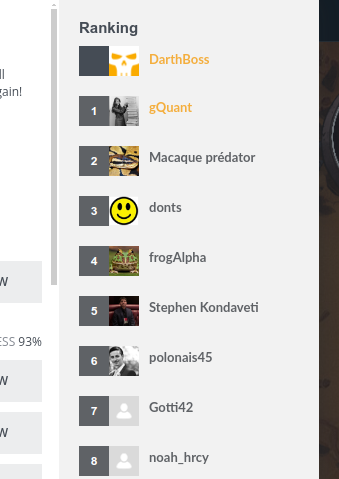 ll
gain!
W
ESS 93%
W
W
Ranking
DarthBoss
1 gQuant
2 Macaque prédator
3 donts
4 frogAlpha
5 Stephen Kondaveti
6 polonais45
7 Gotti42
8 noah_hrcy